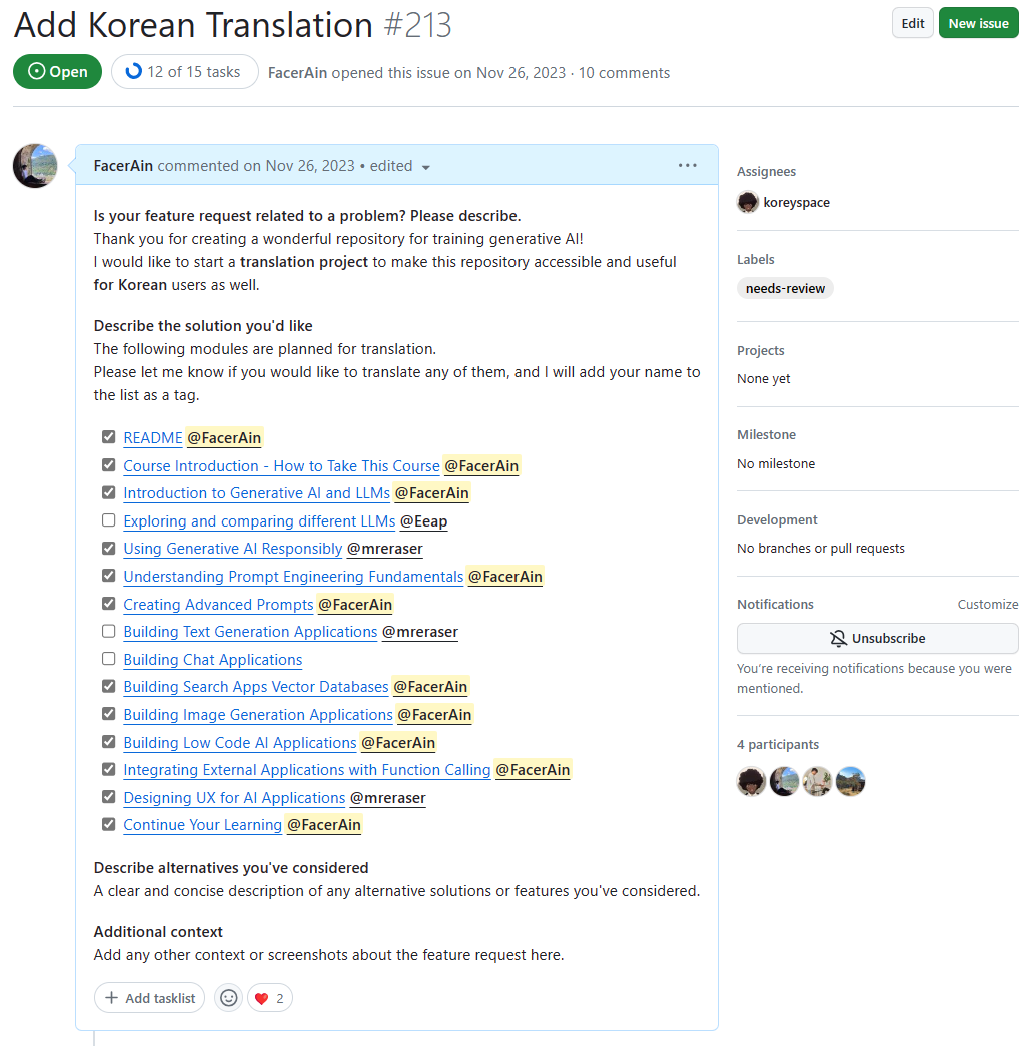 Add Korean Translation #213
Edit
New issue
Open
12 of 15 tasks
FacerAin opened this issue on Nov 26, 2023 · 10 comments
FacerAin commented on Nov 26, 2023 • edited
Is your feature request related to a problem? Please describe.
Thank you for creating a wonderful repository for training generative AI!
I would like to start a translation project to make this repository accessible and useful
for Korean users as well.
Describe the solution you'd like
The following modules are planned for translation.
Please let me know if you would like to translate any of them, and I will add your name to
the list as a tag.
README @FacerAin
Course Introduction - How to Take This Course @FacerAin
Introduction to Generative AI and LLMs @FacerAin
Exploring and comparing different LLMs @Eeap
Using Generative AI Responsibly @mreraser
Understanding Prompt Engineering Fundamentals @FacerAin
Creating Advanced Prompts @FacerAin
Building Text Generation Applications @mreraser
Building Chat Applications
Building Search Apps Vector Databases @FacerAin
Building Image Generation Applications @FacerAin
Building Low Code AI Applications @FacerAin
Integrating External Applications with Function Calling @FacerAin
Designing UX for AI Applications @mreraser
Continue Your Learning @FacerAin
Describe alternatives you've considered
A clear and concise description of any alternative solutions or features you've considered.
Additional context
Add any other context or screenshots about the feature request here.
Add tasklist
2
Assignees
koreyspace
Labels
needs-review
Projects
None yet
Milestone
No milestone
Development
No branches or pull requests
Notifications
Customize
Unsubscribe
You're receiving notifications because you were
mentioned.
4 participants